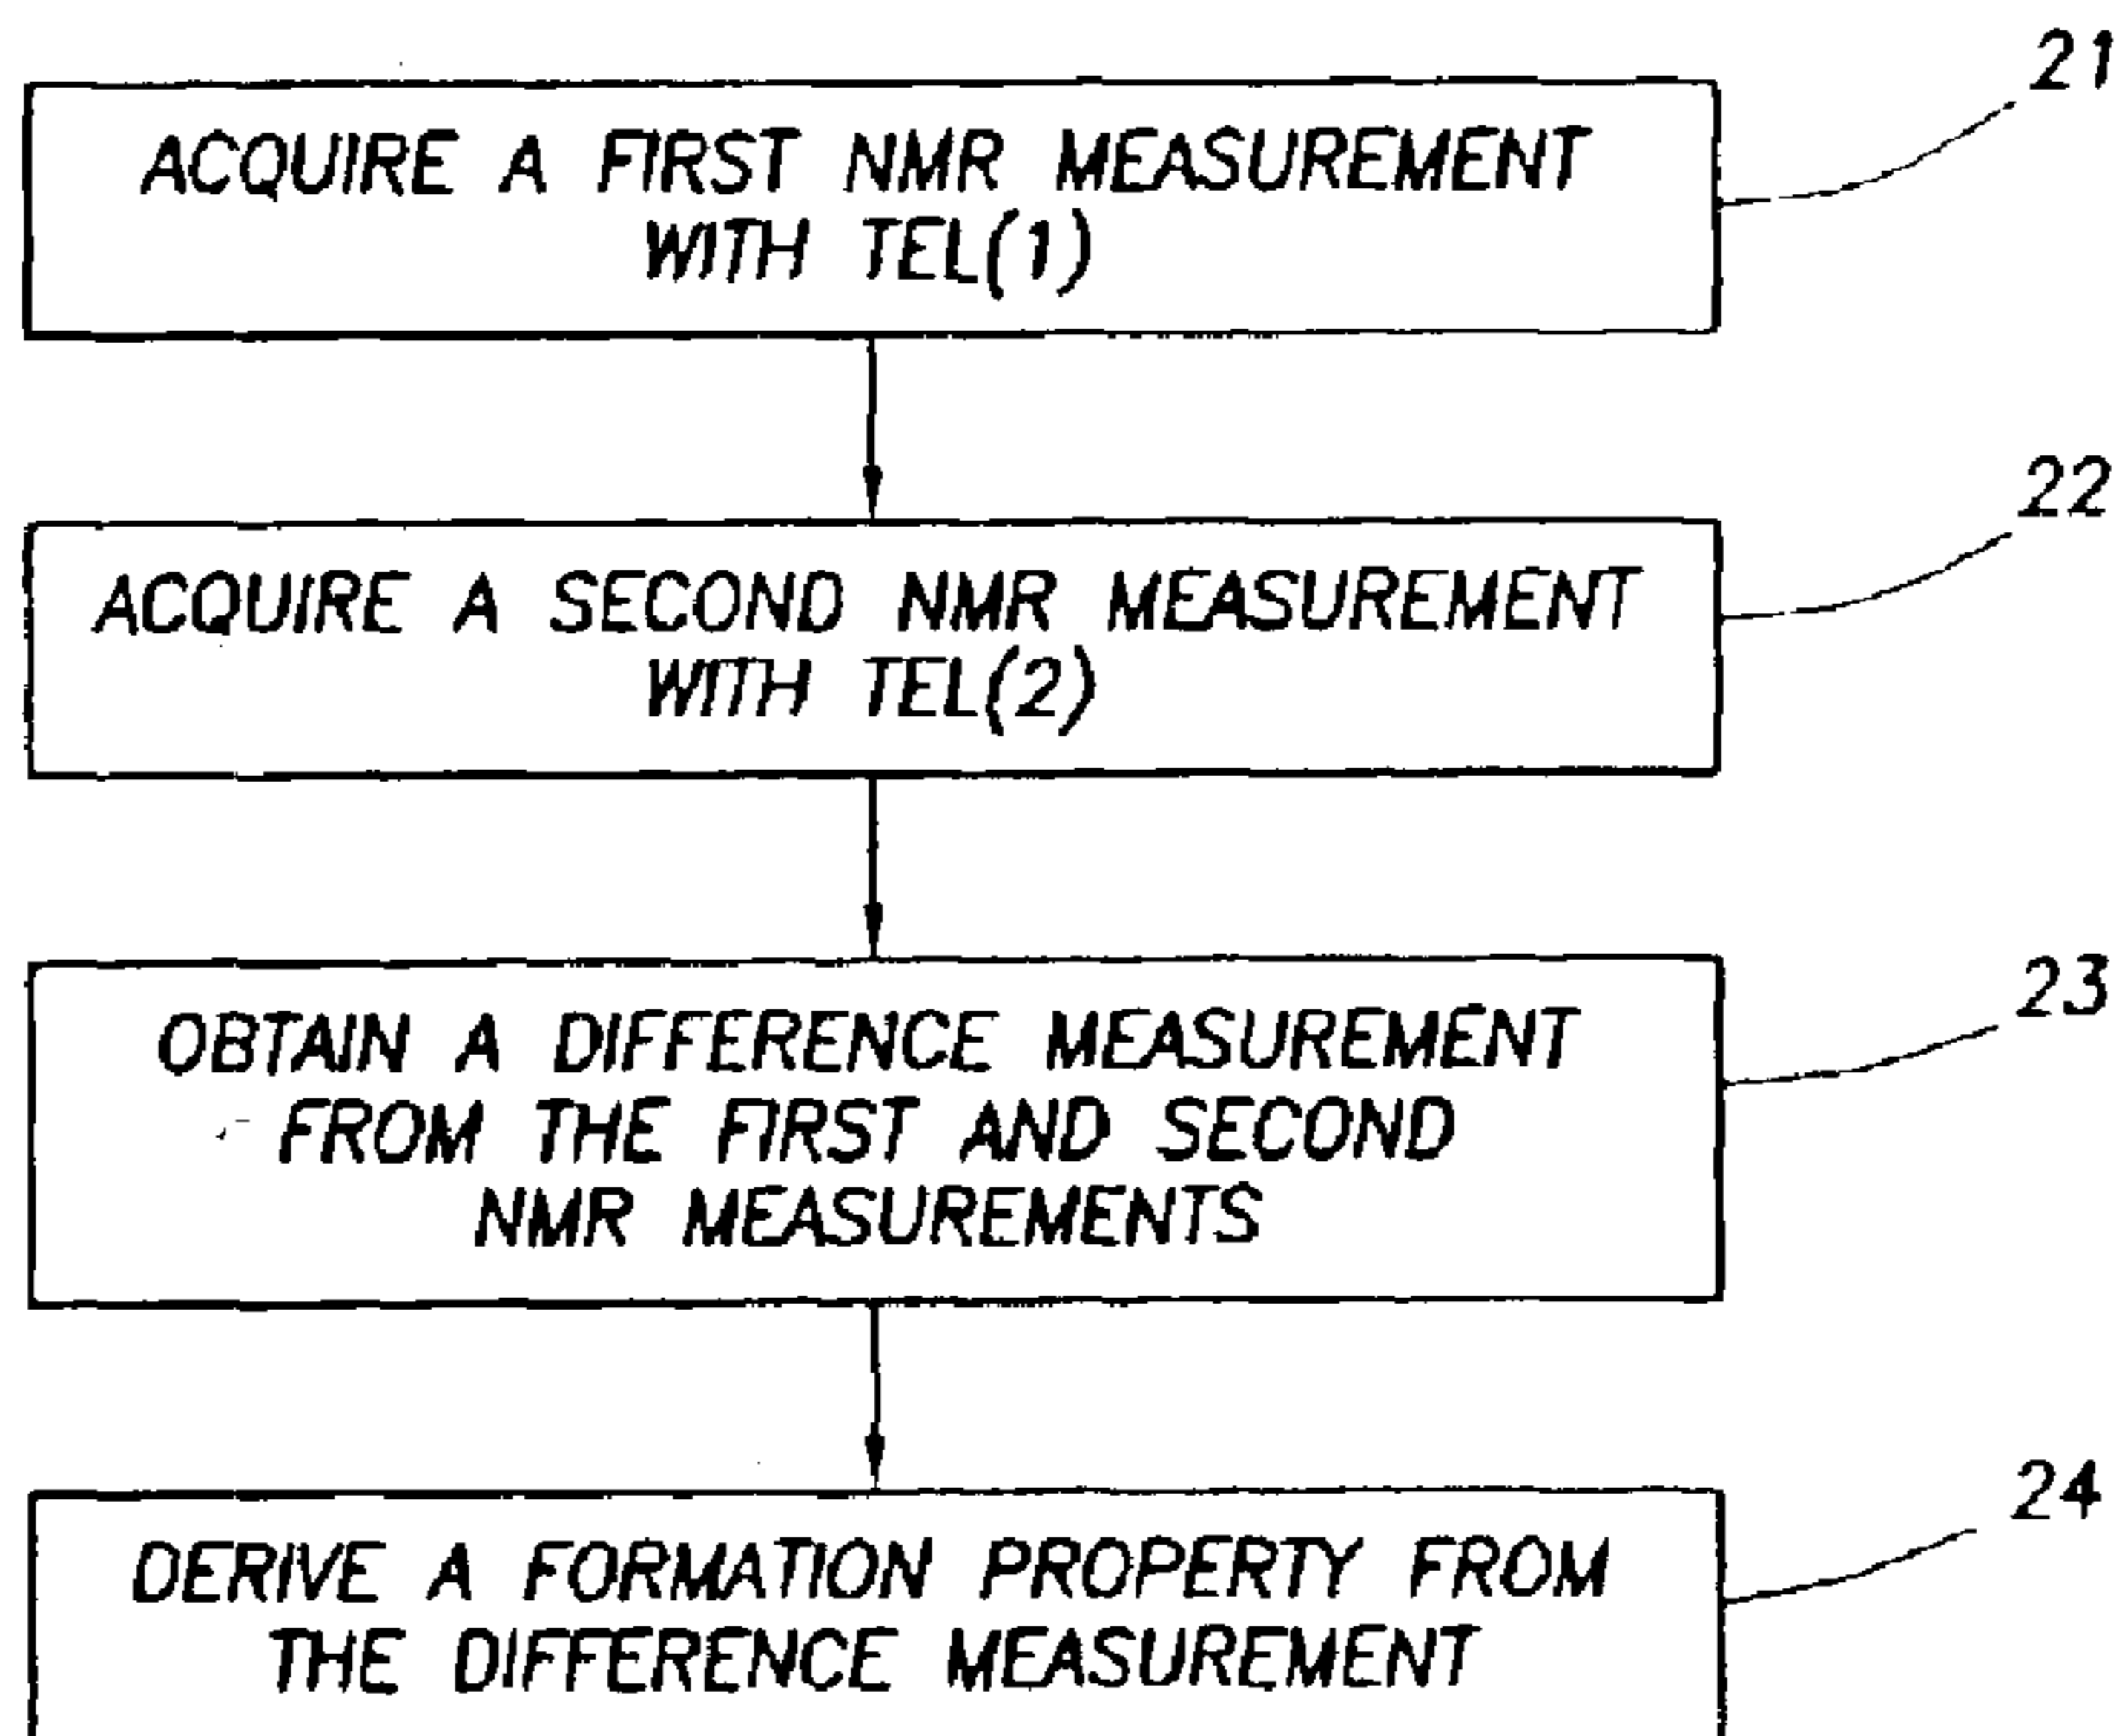 21
ACQUIRE A FIRST NMR MEASUREMENT
WITH TEL(1)
22
ACQUIRE A SECOND NMR MEASUREMENT
WITH TEL(2)
23
OBTAIN A DIFFERENCE MEASUREMENT
FROM THE FIRST AND SECOND
NMR MEASUREMENTS
24
DERIVE A FORMATION PROPERTY FROM
THE DIFFERENCE MEASUREMENT